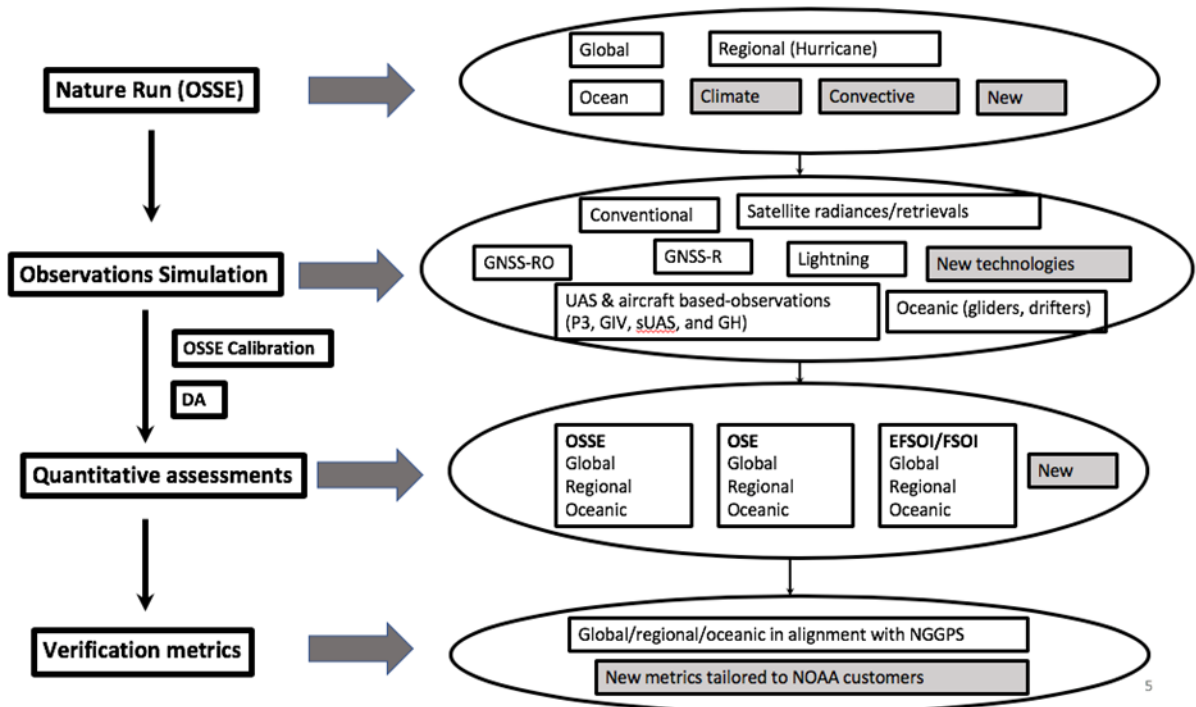 Nature Run (OSSE)
Global
Regional (Hurricane)
Ocean
Climate
Convective
New
Observations Simulation
Conventional
Satellite radiances/retrievals
GNSS-RO
GNSS-R
Lightning
New technologies
UAS & aircraft based-observations
(P3, GIV, sUAS, and GH)
Oceanic (gliders, drifters)
OSSE Calibration
DA
Quantitative assessments
OSSE
Global
Regional
Oceanic
OSE
Global
Regional
Oceanic
EFSOI/FSOI
Global
Regional
Oceanic
New
Verification metrics
Global/regional/oceanic in alignment with NGGPS
New metrics tailored to NOAA customers
5